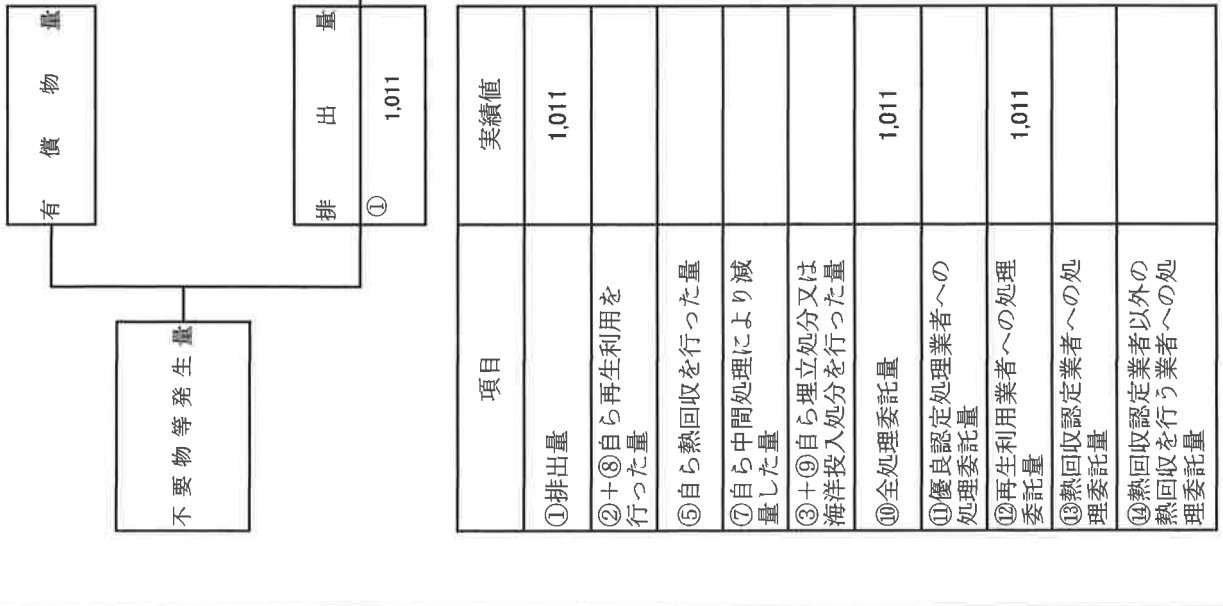 有償物量
不要物等発生量
排出量
①
1,011
項目
実績値
①排出量
1,011
②+⑧自ら再生利用を
行った量
⑤自ら熱回収を行った量
⑦自ら中間処理により減
量した量
③+⑨自ら埋立処分又は
海洋投入処分を行った量
⑩全処理委託量
1,011
⑪優良認定処理業者への
処理委託量
⑫再生利用業者への処理
委託量
1,011
⑬熱回収認定業者への処
理委託量
⑭熱回収認定業者以外の
熱回収を行う業者への処
理委託量